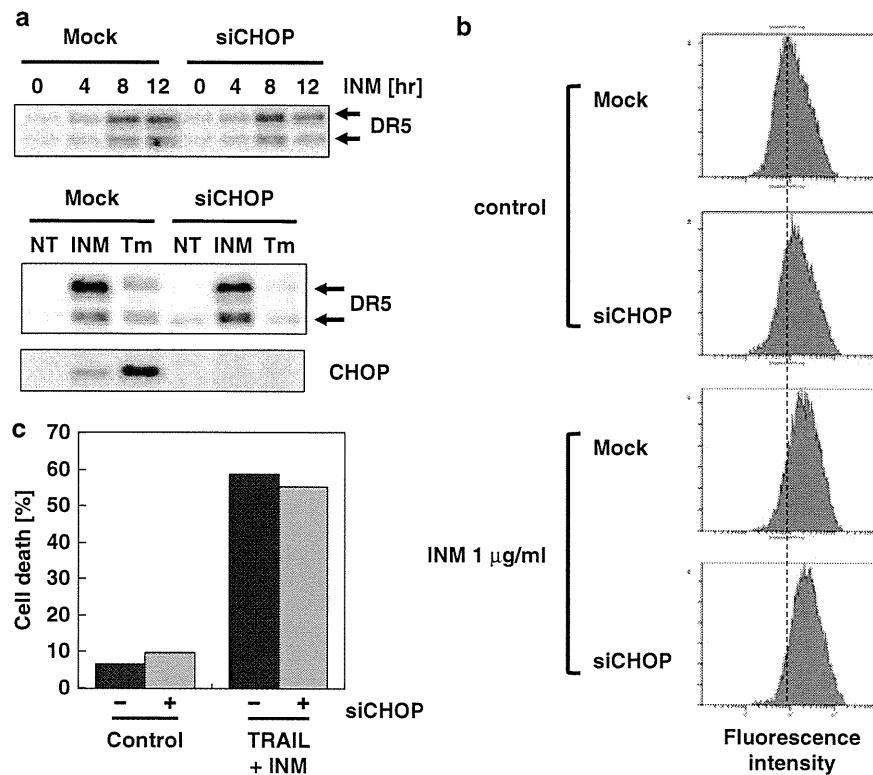 a
Mock siCHOP
0 4 8 12 0 4 8 12 INM [hr]
DR5
Mock siCHOP
NT INM Tm NT INM Tm
DR5
CHOP
b
control
Mock
siCHOP
INM 1 μg/ml
Mock
siCHOP
Fluorescence
intensity
c
Cell death [%]
70
60
50
40
30
20
10
0
− + − + siCHOP
Control TRAIL
+ INM